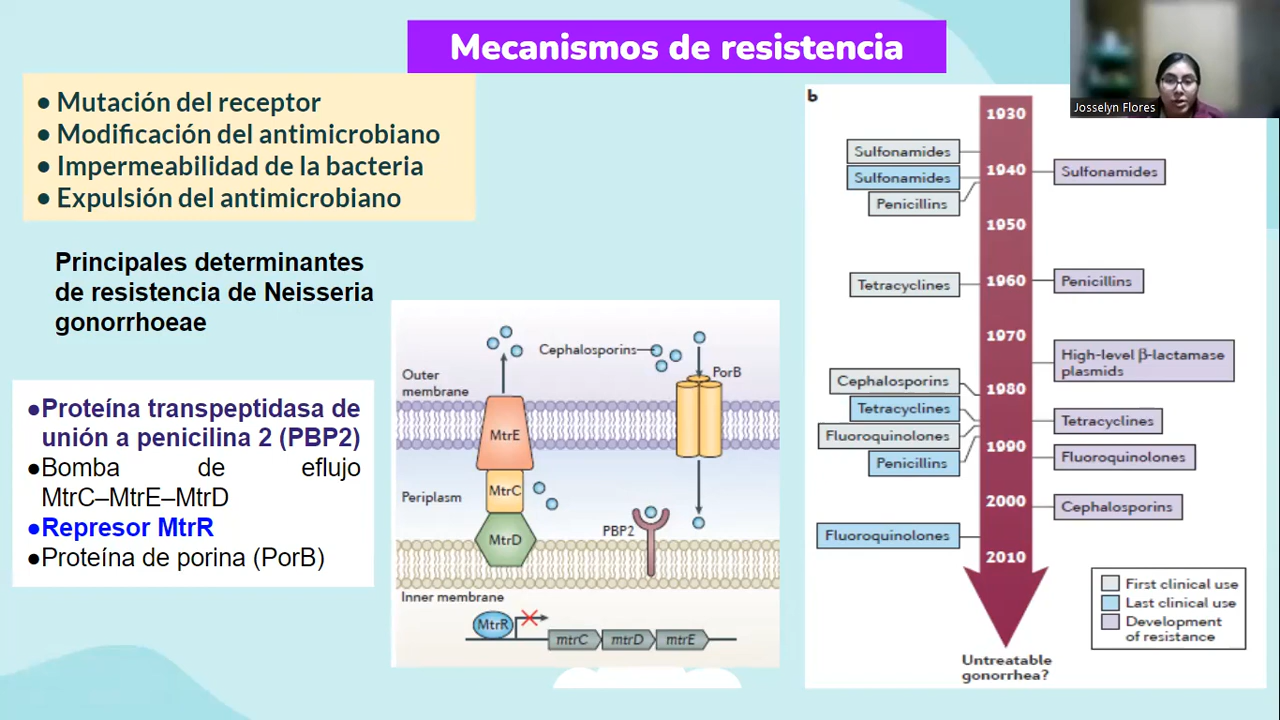 Mecanismos de resistencia
Josselyn Flores
● Mutación del receptor
● Modificación del antimicrobiano
● Impermeabilidad de la bacteria
● Expulsión del antimicrobiano
Principales determinantes
de resistencia de Neisseria
gonorrhoeae
●Proteína transpeptidasa de
unión a penicilina 2 (PBP2)
●Bomba de eflujo
MtrC–MtrE–MtrD
●Represor MtrR
●Proteína de porina (PorB)
Cephalosporins
PorB
Outer
membrane
MtrE
Periplasm
MtrC
PBP2
MtrD
Inner membrane
MtrR
mtrC
mtrD
mtrE
b
1930
Sulfonamides
1940
Sulfonamides
Sulfonamides
Penicillins
1950
Tetracyclines
1960
Penicillins
1970
High-level β-lactamase
plasmids
Cephalosporins
1980
Tetracyclines
Tetracyclines
Fluoroquinolones
1990
Fluoroquinolones
Penicillins
2000
Cephalosporins
Fluoroquinolones
2010
First clinical use
Last clinical use
Development
of resistance
Untreatable
gonorrhea?